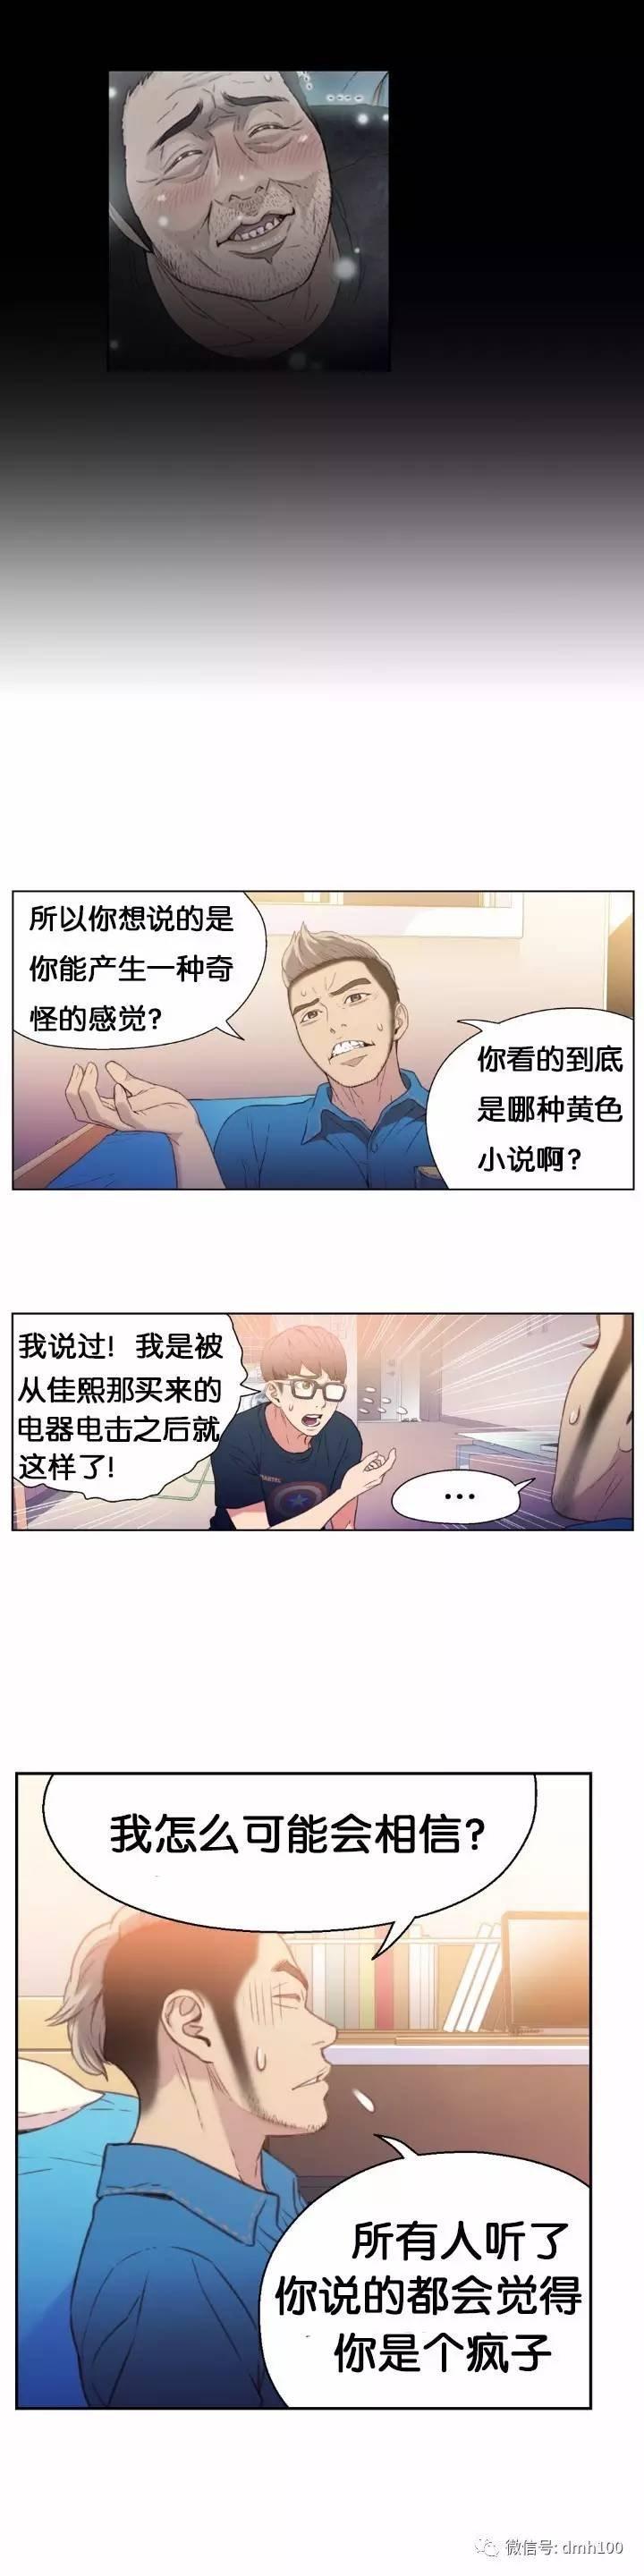 所以你想说的是
你能产生一种奇
怪的感觉?
你看的到底
是哪种黄色
小说啊?
我说过! 我是被
从佳熙那买来的
电器电击之后就
这样了!
...
我怎么可能会相信?
所有人听了
你说的都会觉得
你是个疯子
微信号: dmh100